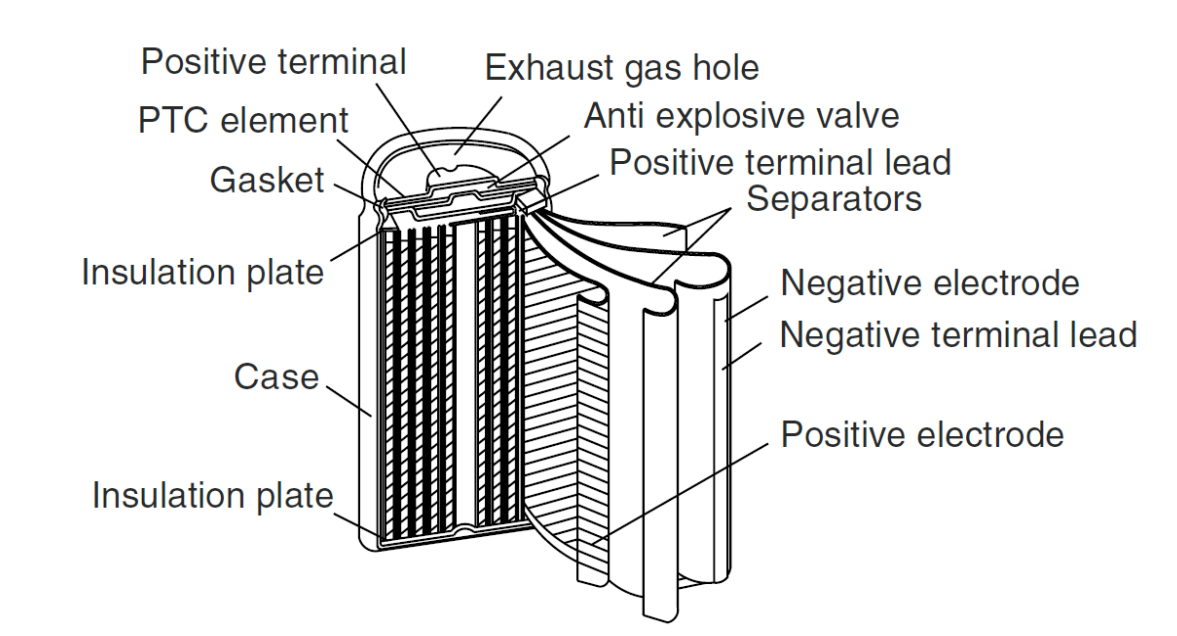 Positive terminal
Exhaust gas hole
PTC element
Anti explosive valve
Gasket
Positive terminal lead
Separators
Insulation plate
Negative electrode
Negative terminal lead
Case
Positive electrode
Insulation plate